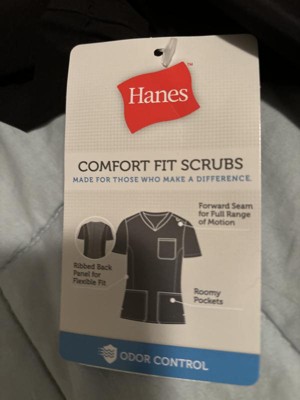 Hanes
COMFORT FIT SCRUBS
MADE FOR THOSE WHO MAKE A DIFFERENCE.
Forward Seam
for Full Range
of Motion
Ribbed Back
Panel for
Flexible Fit
Roomy
Pockets
ODOR CONTROL